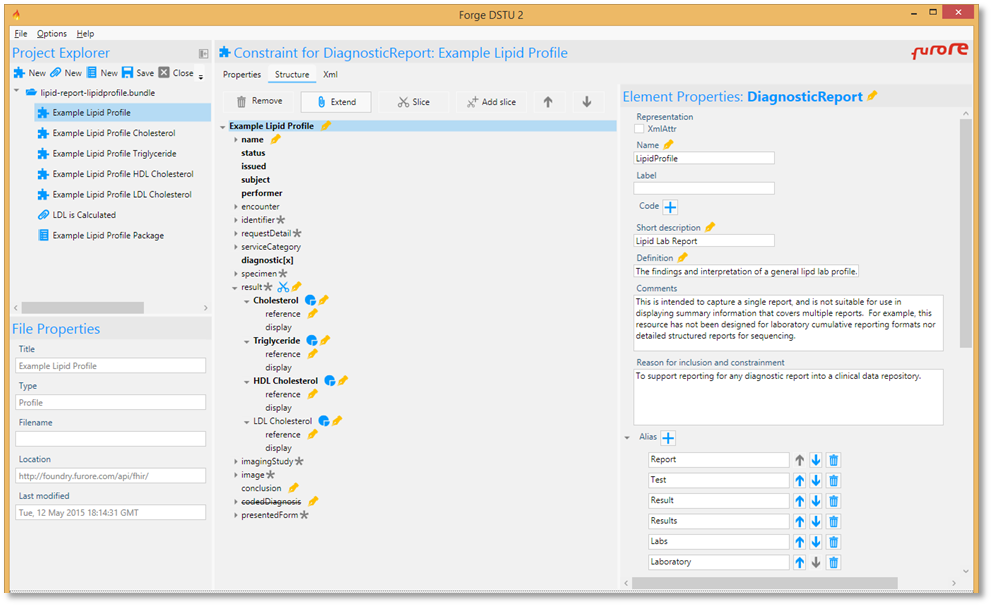 Forge DSTU 2
File Options Help
Project Explorer
New New New Save Close
lipid-report-lipidprofile.bundle
Example Lipid Profile
Example Lipid Profile Cholesterol
Example Lipid Profile Triglyceride
Example Lipid Profile HDL Cholesterol
Example Lipid Profile LDL Cholesterol
LDL is Calculated
Example Lipid Profile Package
File Properties
Title
Example Lipid Profile
Type
Profile
Filename
Location
http://foundry.furore.com/api/fhir/
Last modified
Tue, 12 May 2015 18:14:31 GMT
Constraint for DiagnosticReport: Example Lipid Profile
furore
Properties Structure Xml
Remove Extend Slice Add slice
Example Lipid Profile
name
status
issued
subject
performer
encounter
identifier
requestDetail
serviceCategory
diagnostic[x]
specimen
result
Cholesterol
reference
display
Triglyceride
reference
display
HDL Cholesterol
reference
display
LDL Cholesterol
reference
display
imagingStudy
image
conclusion
codedDiagnosis
presentedForm
Element Properties: DiagnosticReport
Representation
XmlAttr
Name
LipidProfile
Label
Code
Short description
Lipid Lab Report
Definition
The findings and interpretation of a general lipd lab profile.
Comments
This is intended to capture a single report, and is not suitable for use in
displaying summary information that covers multiple reports. For example, this
resource has not been designed for laboratory cumulative reporting formats nor
detailed structured reports for sequencing.
Reason for inclusion and constrainment
To support reporting for any diagnostic report into a clinical data repository.
Alias
Report
Test
Result
Results
Labs
Laboratory